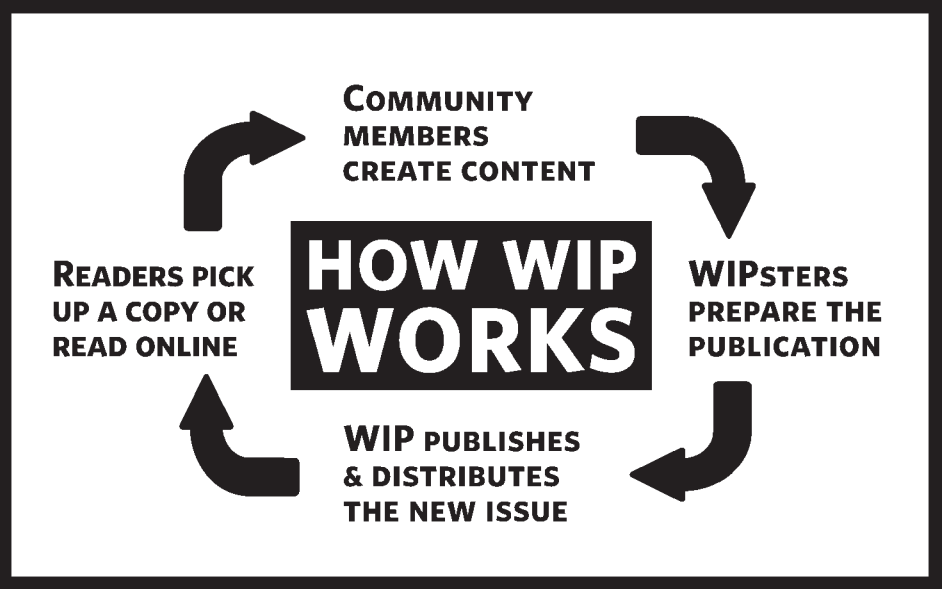 COMMUNITY
MEMBERS
CREATE CONTENT
HOW WIP
WORKS
WIPSTERS
PREPARE THE
PUBLICATION
WIP PUBLISHES
& DISTRIBUTES
THE NEW ISSUE
READERS PICK
UP A COPY OR
READ ONLINE